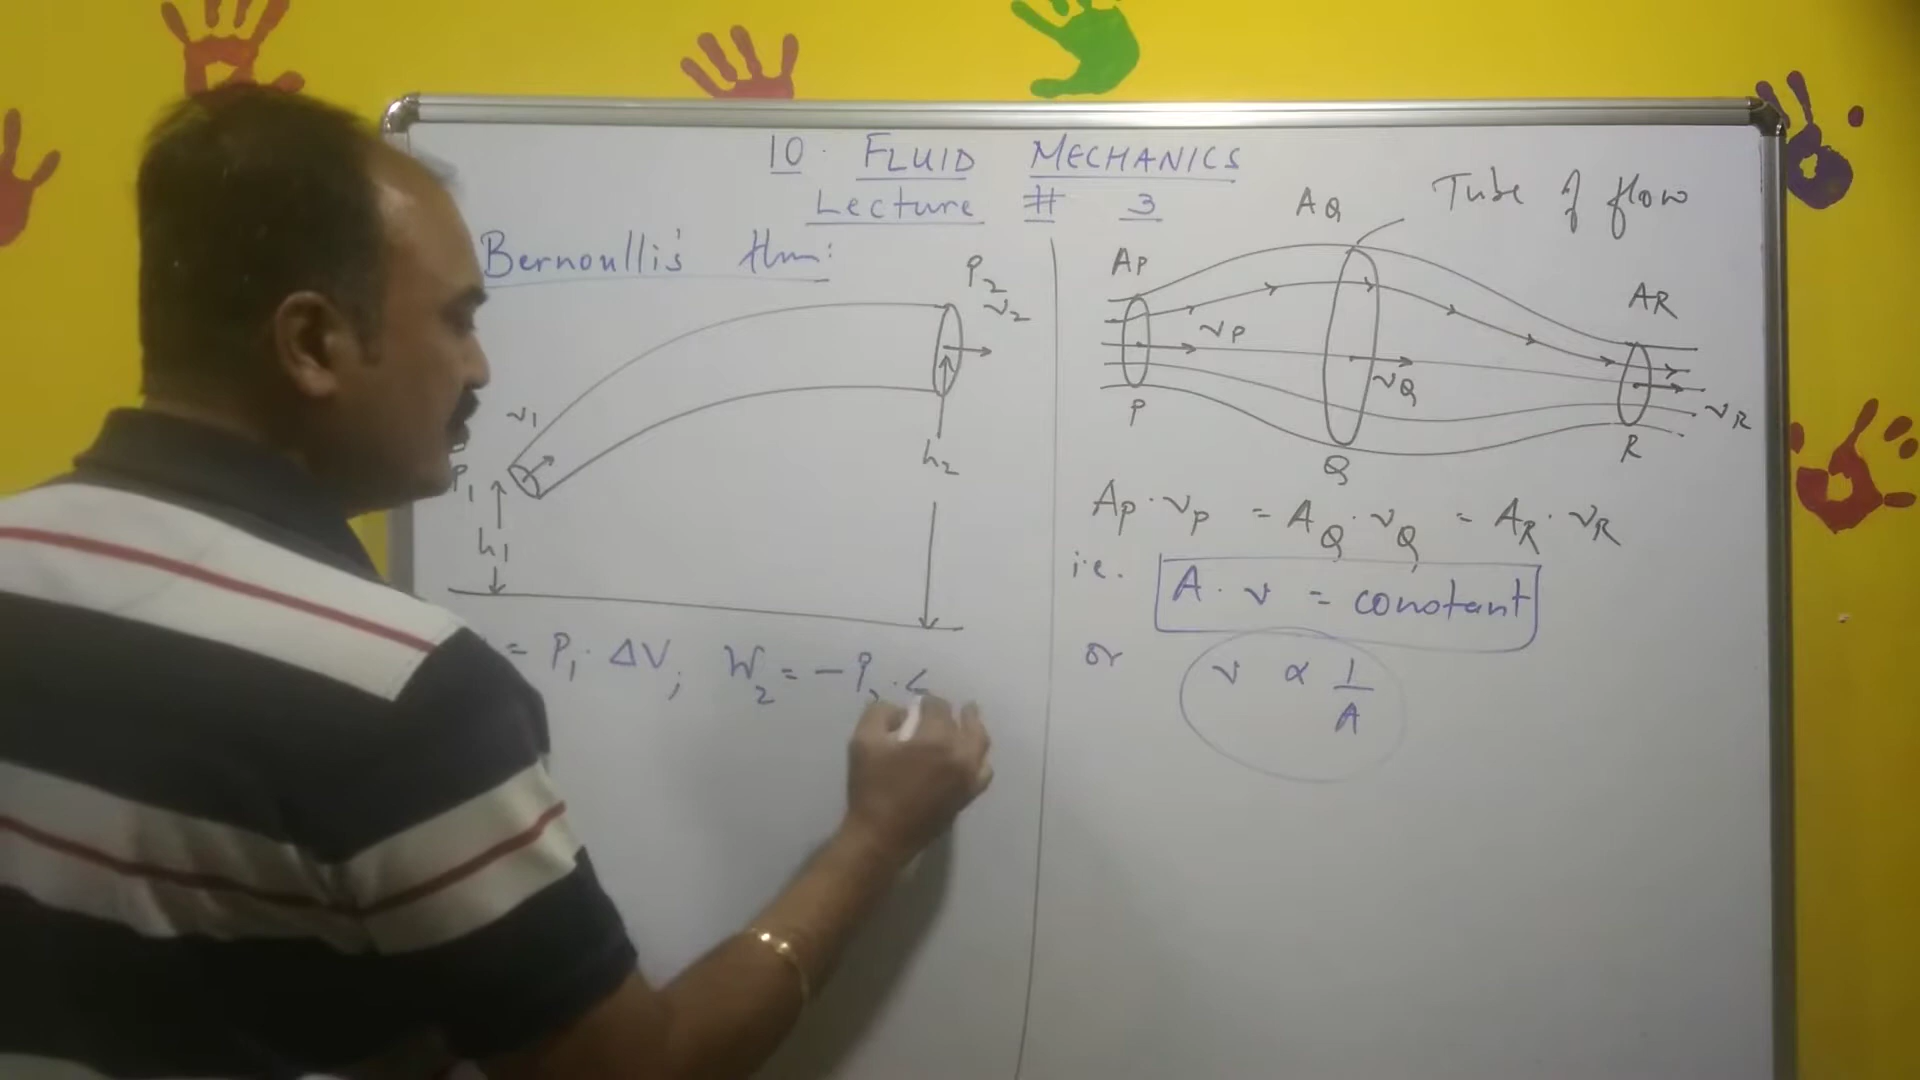 10. FLUID MECHANICS
Lecture # 3
Bernoulli's thm:
P2
v2
v1
P1
h1
h2
= P1 · ΔV; W2 = -P2 ·
Tube of flow
AP
AQ
AR
vP
vQ
vR
P
Q
R
AP · vP = AQ · vQ = AR · vR
i.e. A · v = constant
or v ∝ 1/A